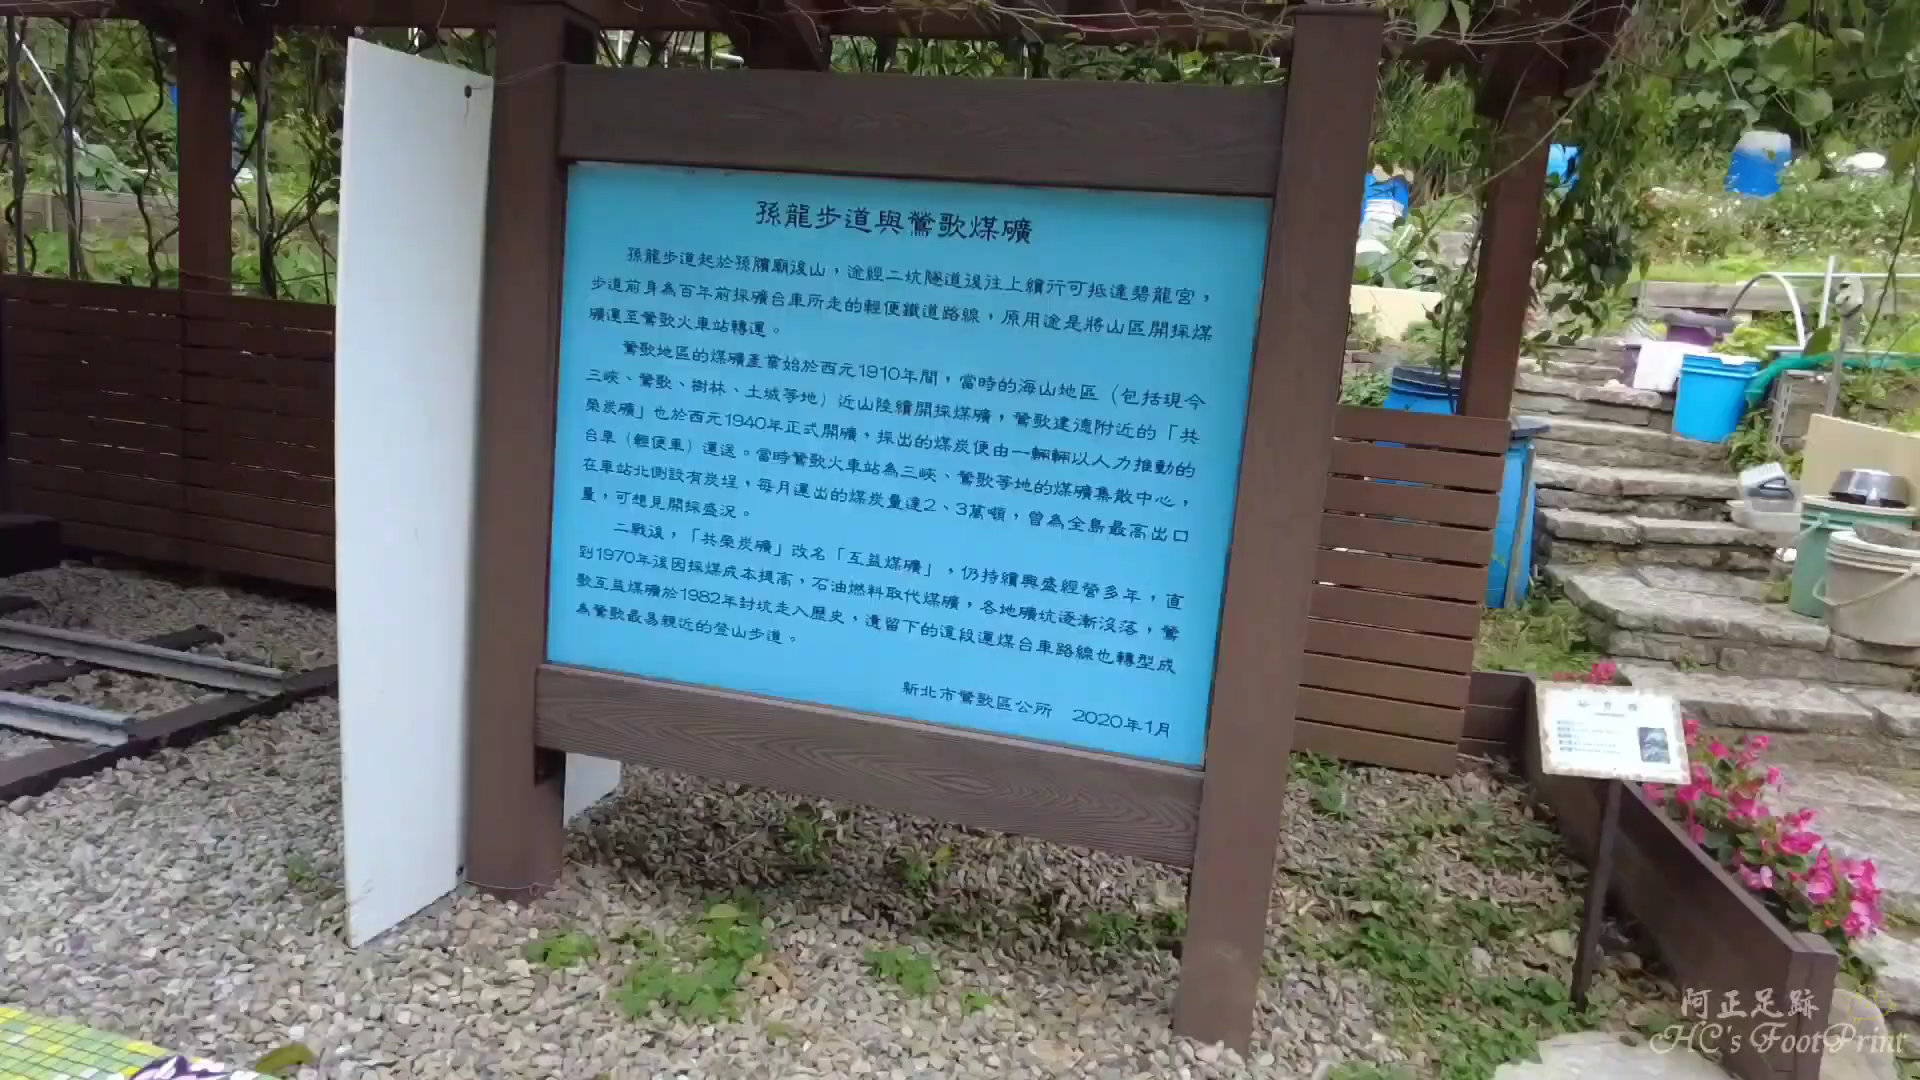 孫龍步道與鶯歌煤礦
孫龍步道起於孫臏廟後山，途經二坑隧道後往上續行可抵達碧龍宮，
步道前身為百年前採礦台車所走的輕便鐵道路線，原用途是將山區開採煤
礦運至鶯歌火車站轉運。
鶯歌地區的煤礦產業始於西元1910年間，當時的海山地區（包括現今
三峽、鶯歌、樹林、土城等地）近山陸續開採煤礦，鶯歌建德附近的「共
榮炭礦」也於西元1940年正式開礦，採出的煤炭便由一輛輛以人力推動的
台車（輕便車）運送。當時鶯歌火車站為三峽、鶯歌等地的煤礦集散中心，
在車站北側設有炭埕，每月運出的煤炭量達2、3萬噸，曾為全島最高出口
量，可想見開採盛況。
二戰後，「共榮炭礦」改名「互益煤礦」，仍持續興盛經營多年，直
到1970年後因採煤成本提高，石油燃料取代煤礦，各地礦坑逐漸沒落，鶯
歌互益煤礦於1982年封坑走入歷史，遺留下的這段運煤台車路線也轉型成
為鶯歌最易親近的登山步道。
新北市鶯歌區公所 2020年1月
阿正足跡
HC's FootPrint